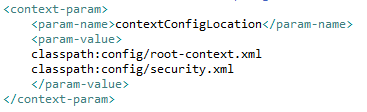 <context-param>
<param-name>contextConfigLocation</param-name>
<param-value>
classpath:config/root-context.xml
classpath:config/security.xml
</param-value>
</context-param>